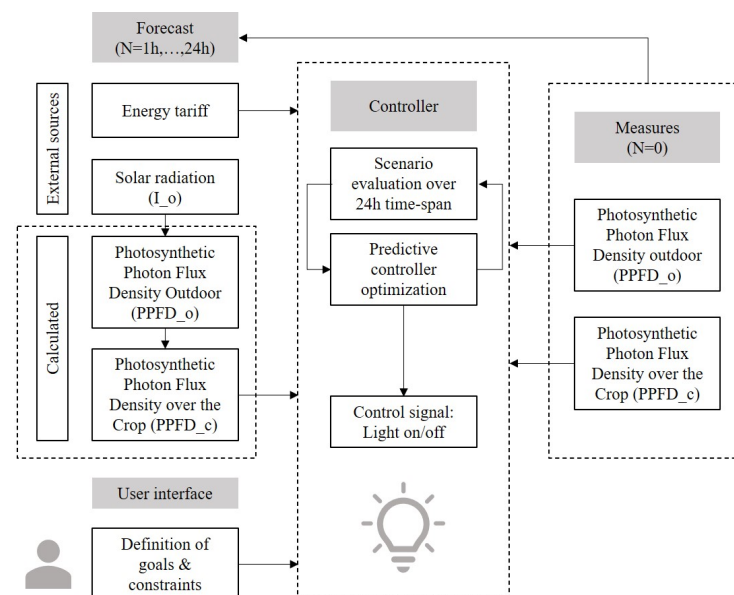 Forecast
(N=1h,…,24h)
External sources
Energy tariff
Solar radiation
(I_o)
Calculated
Photosynthetic
Photon Flux
Density Outdoor
(PPFD_o)
Photosynthetic
Photon Flux
Density over the
Crop (PPFD_c)
User interface
Definition of
goals &
constraints
Controller
Scenario
evaluation over
24h time-span
Predictive
controller
optimization
Control signal:
Light on/off
Measures
(N=0)
Photosynthetic
Photon Flux
Density outdoor
(PPFD_o)
Photosynthetic
Photon Flux
Density over the
Crop (PPFD_c)